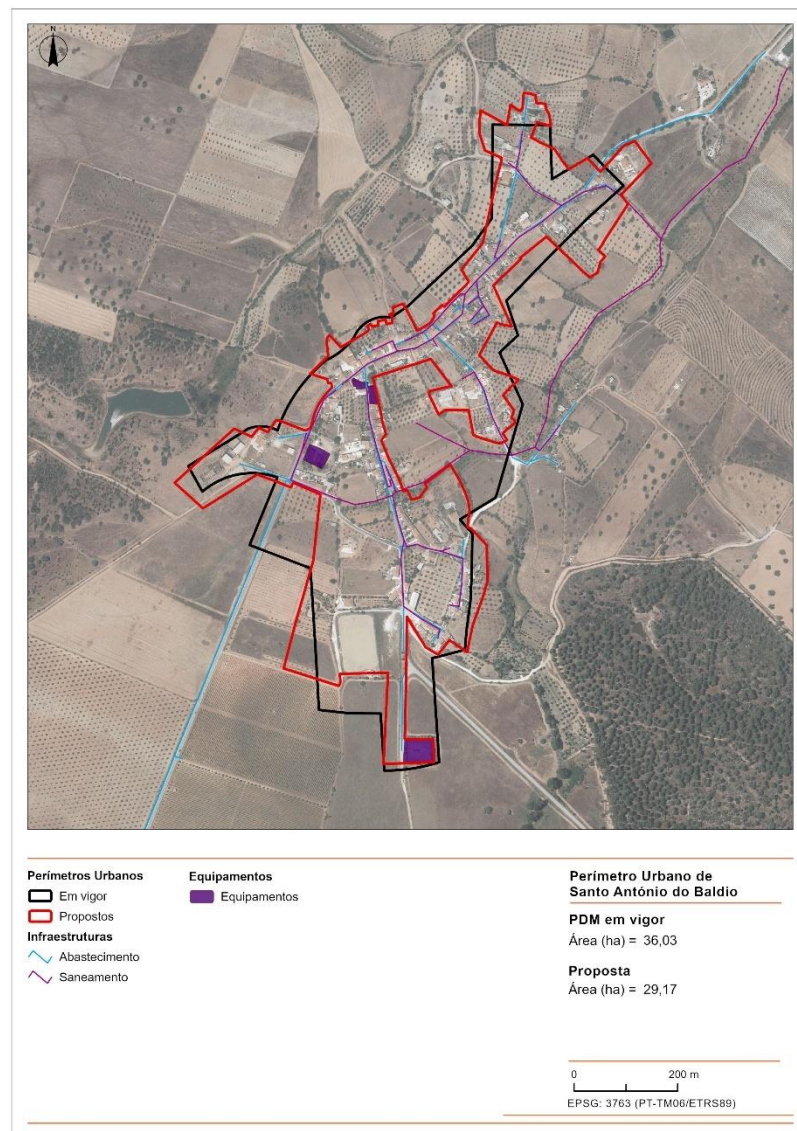 N
Perímetros Urbanos
Em vigor
Propostos
Infraestruturas
Abastecimento
Saneamento
Equipamentos
Equipamentos
Perímetro Urbano de
Santo António do Baldio
PDM em vigor
Área (ha) = 36,03
Proposta
Área (ha) = 29,17
0 200 m
EPSG: 3763 (PT-TM06/ETRS89)